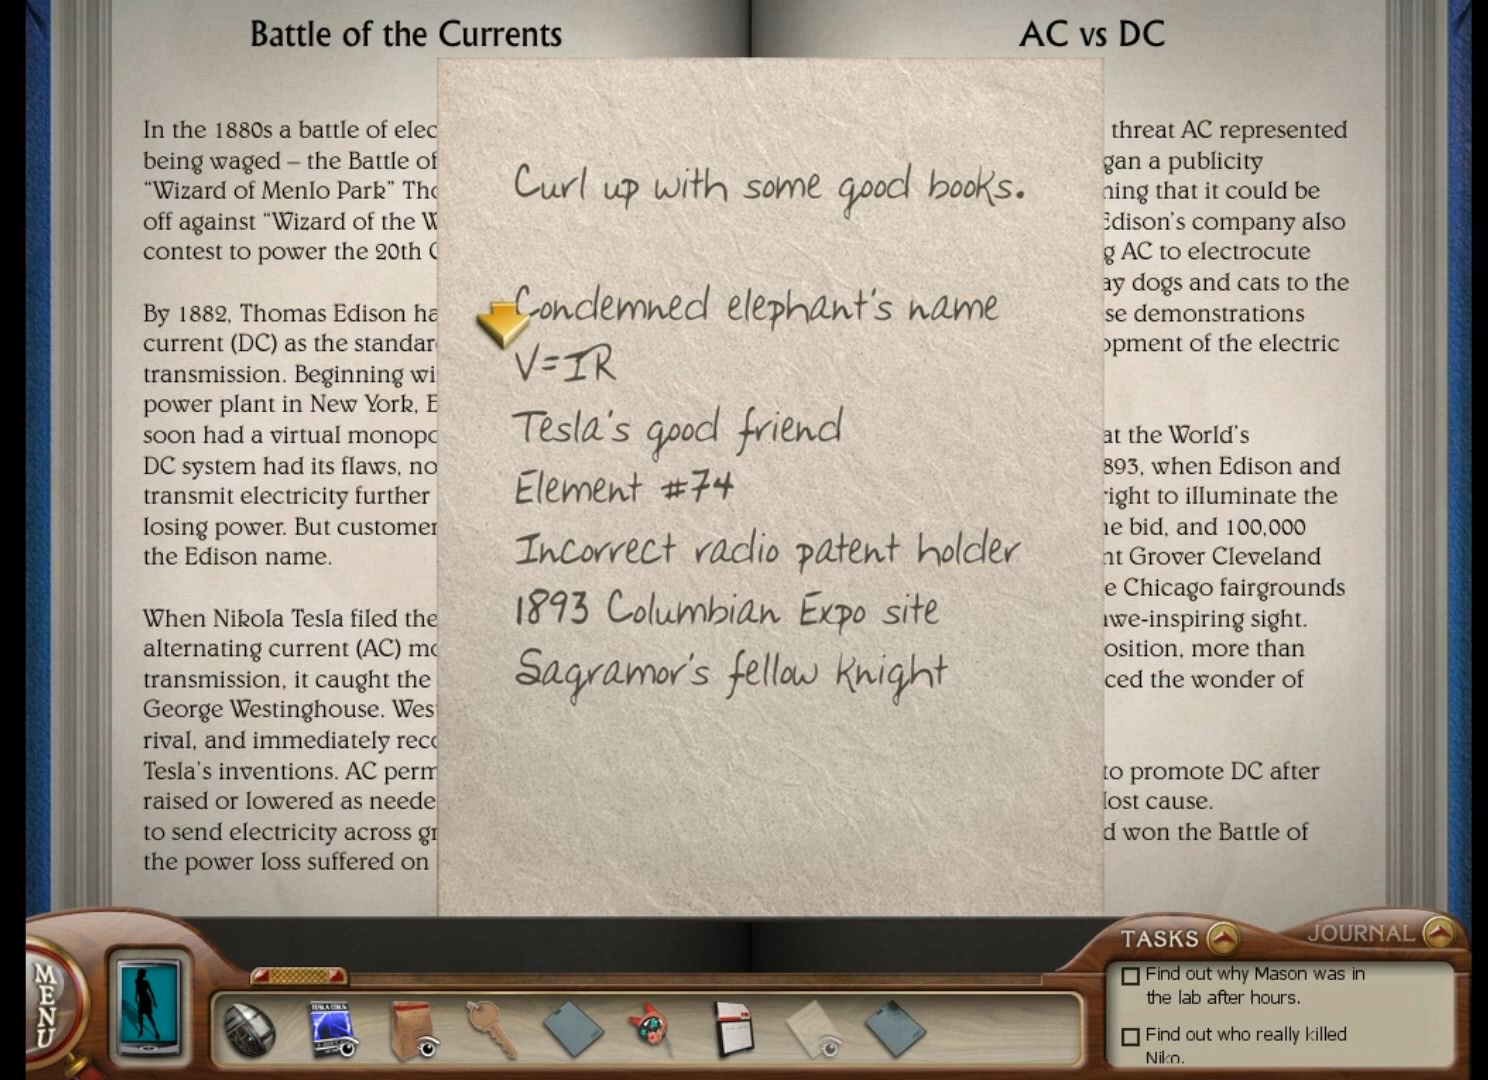 Battle of the Currents
In the 1880s a battle of elec
being waged – the Battle of
“Wizard of Menlo Park” Tho
off against “Wizard of the W
contest to power the 20th C
By 1882, Thomas Edison ha
current (DC) as the standar
transmission. Beginning wi
power plant in New York, E
soon had a virtual monopo
DC system had its flaws, no
transmit electricity further
losing power. But customer
the Edison name.
When Nikola Tesla filed the
alternating current (AC) mo
transmission, it caught the
George Westinghouse. Wes
rival, and immediately reco
Tesla's inventions. AC perm
raised or lowered as neede
to send electricity across gr
the power loss suffered on
Curl up with some good books.
Condemned elephant's name
V=IR
Tesla's good friend
Element #74
Incorrect radio patent holder
1893 Columbian Expo site
Sagramor's fellow knight
AC vs DC
threat AC represented
gan a publicity
ning that it could be
Edison's company also
g AC to electrocute
ay dogs and cats to the
se demonstrations
opment of the electric
at the World's
893, when Edison and
right to illuminate the
e bid, and 100,000
nt Grover Cleveland
e Chicago fairgrounds
we-inspiring sight.
osition, more than
ced the wonder of
to promote DC after
lost cause.
d won the Battle of
MENU
TESLA COILS
TASKS
JOURNAL
Find out why Mason was in
the lab after hours.
Find out who really killed
Niko.